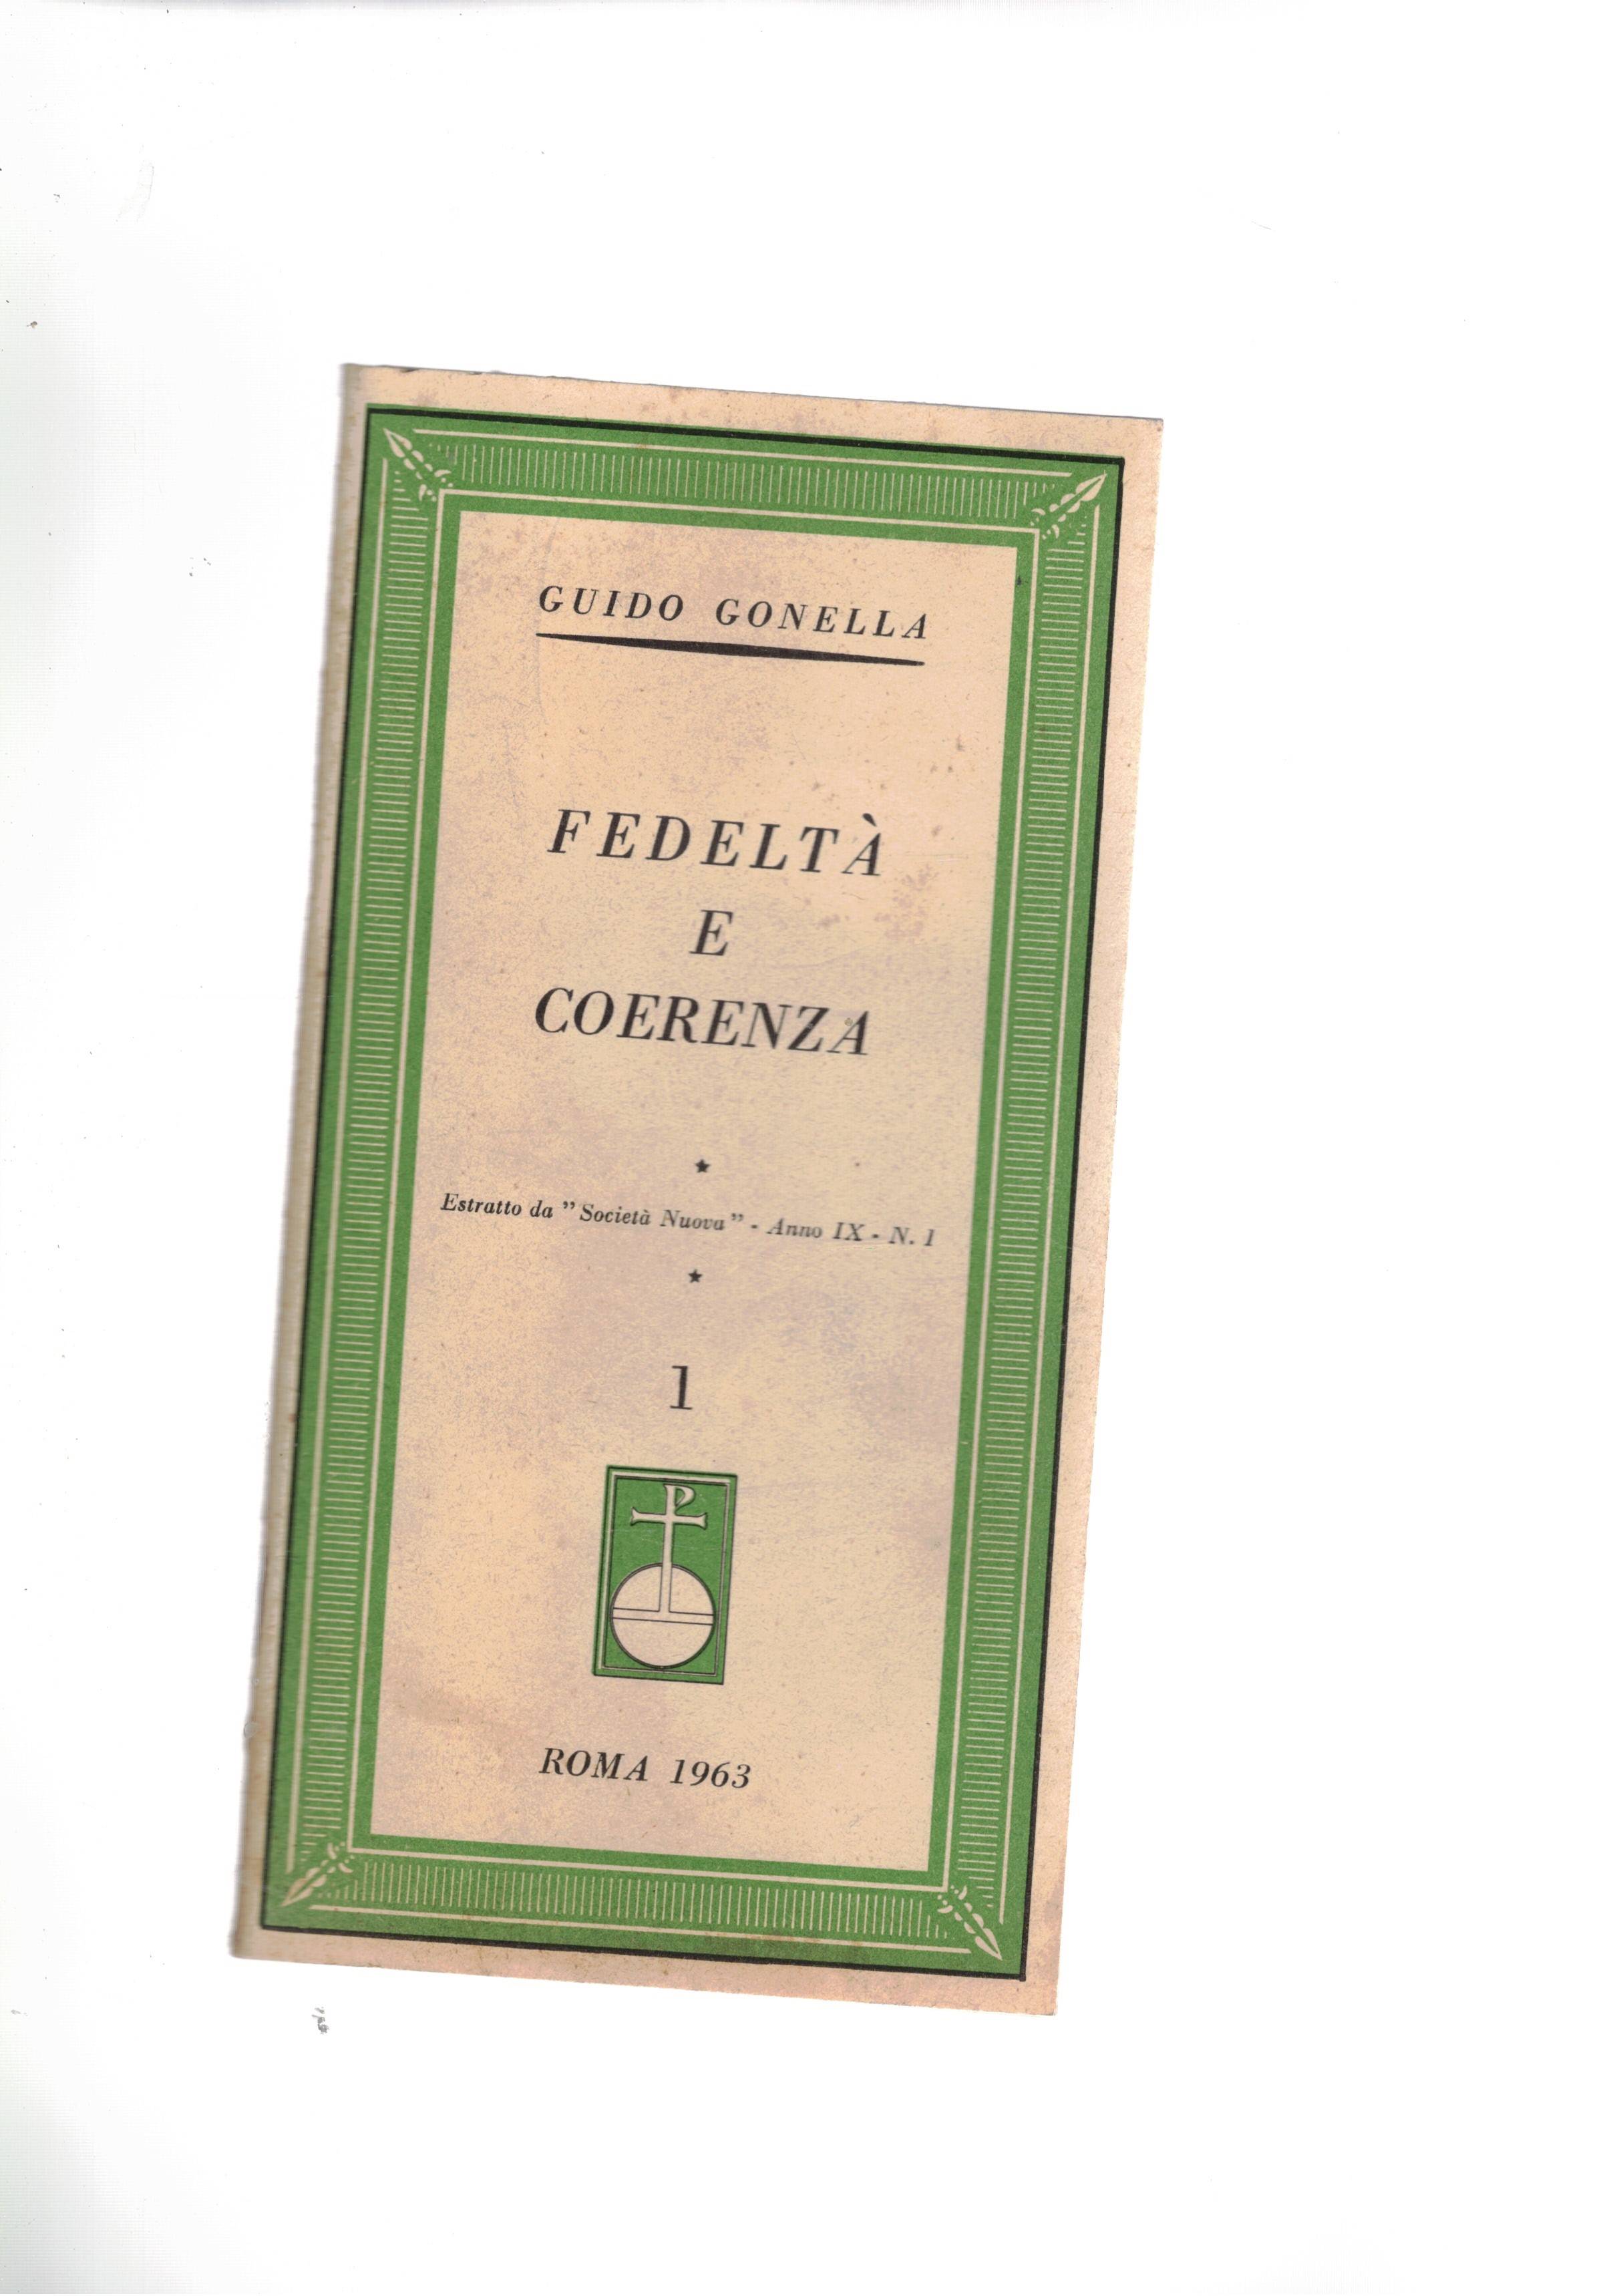 GUIDO GONELLA
FEDELTÀ
E
COERENZA
★
Estratto da "Società Nuova" - Anno IX - N. 1
★
1
ROMA 1963